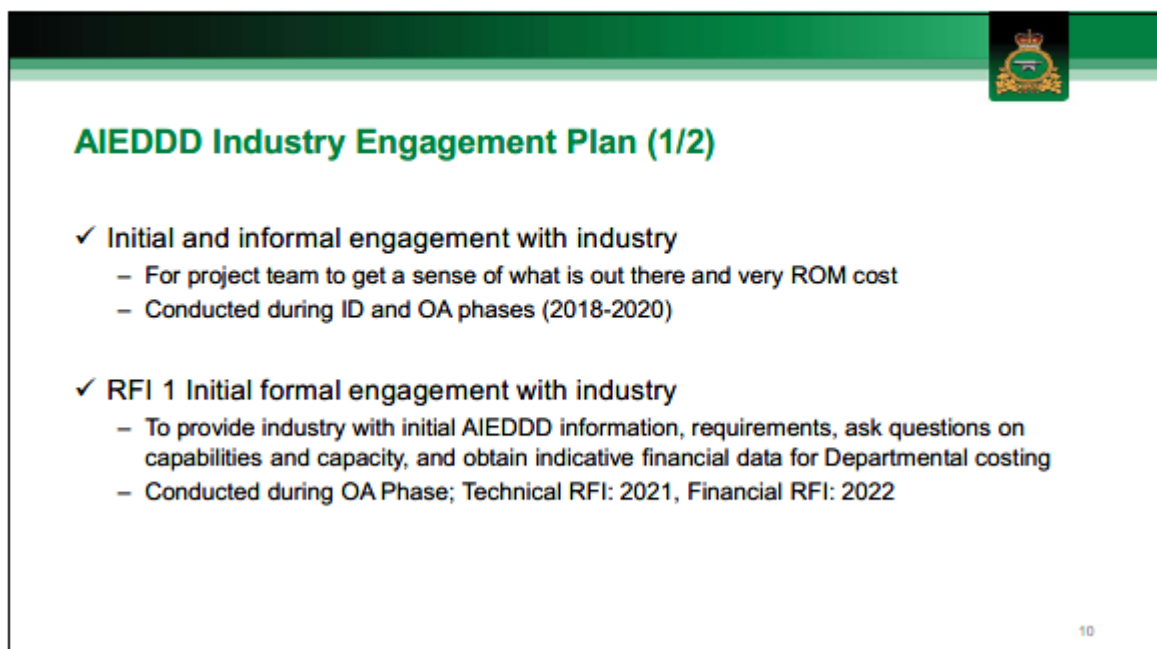 AIEDDD Industry Engagement Plan (1/2)
✓ Initial and informal engagement with industry
– For project team to get a sense of what is out there and very ROM cost
– Conducted during ID and OA phases (2018-2020)
✓ RFI 1 Initial formal engagement with industry
– To provide industry with initial AIEDDD information, requirements, ask questions on
capabilities and capacity, and obtain indicative financial data for Departmental costing
– Conducted during OA Phase; Technical RFI: 2021, Financial RFI: 2022
10